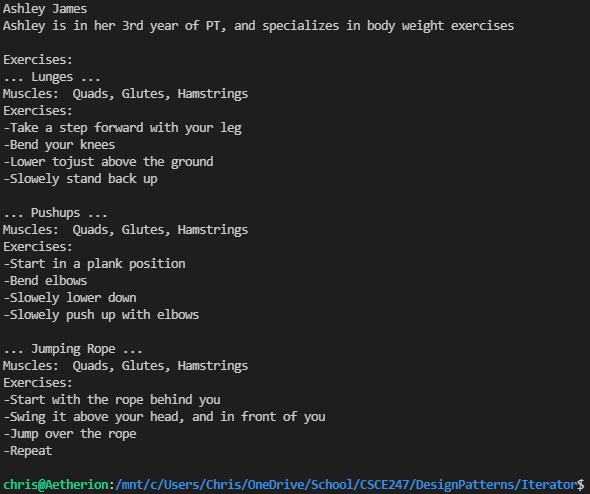 Ashley James
Ashley is in her 3rd year of PT, and specializes in body weight exercises
Exercises:
... Lunges ...
Muscles:  Quads, Glutes, Hamstrings
Exercises:
-Take a step forward with your leg
-Bend your knees
-Lower tojust above the ground
-Slowely stand back up
... Pushups ...
Muscles:  Quads, Glutes, Hamstrings
Exercises:
-Start in a plank position
-Bend elbows
-Slowely lower down
-Slowely push up with elbows
... Jumping Rope ...
Muscles:  Quads, Glutes, Hamstrings
Exercises:
-Start with the rope behind you
-Swing it above your head, and in front of you
-Jump over the rope
-Repeat
chris@Aetherion:/mnt/c/Users/Chris/OneDrive/School/CSCE247/DesignPatterns/Iterator$